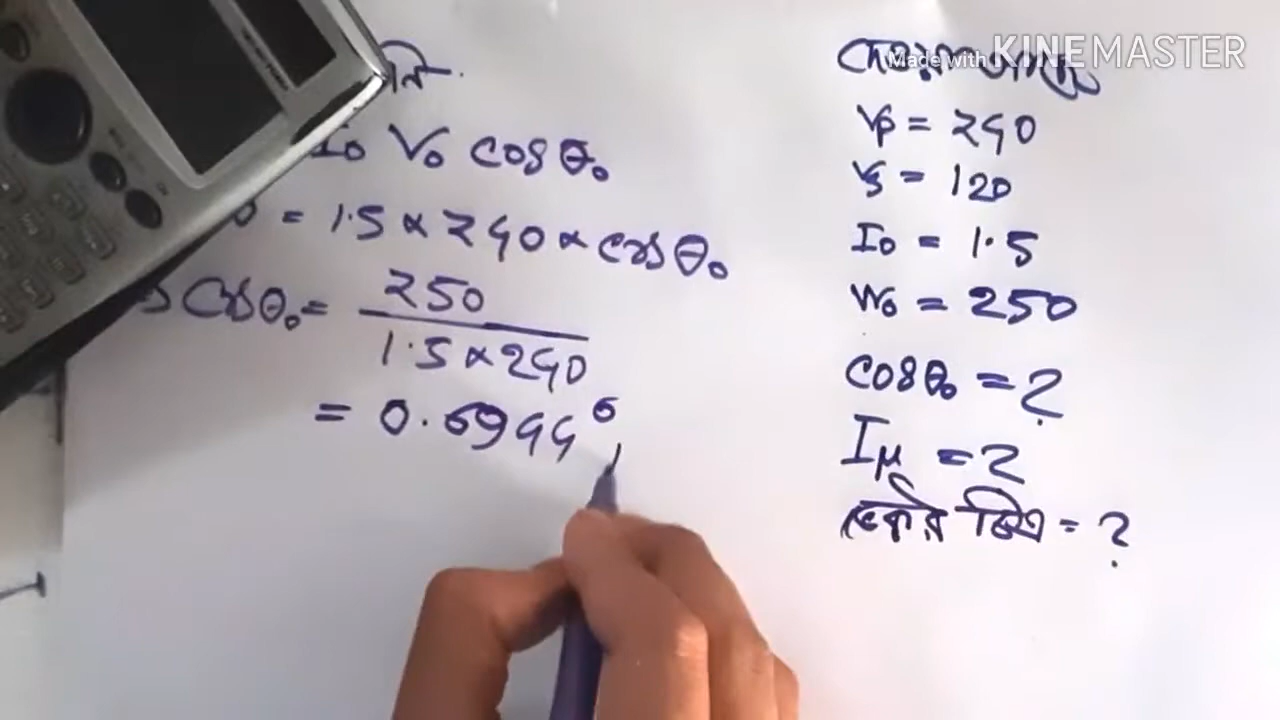 নি.
I₀ V₀ cosθ₀
0 = 1.5 × 240 × cosθ₀
cosθ₀ = 250
1.5 × 240
= 0.6944°
Made with KINEMASTER
Vp = 240
Vs = 120
I₀ = 1.5
W₀ = 250
cosθ₀ = ?
Iμ = ?
ভেক্টর চিত্র = ?